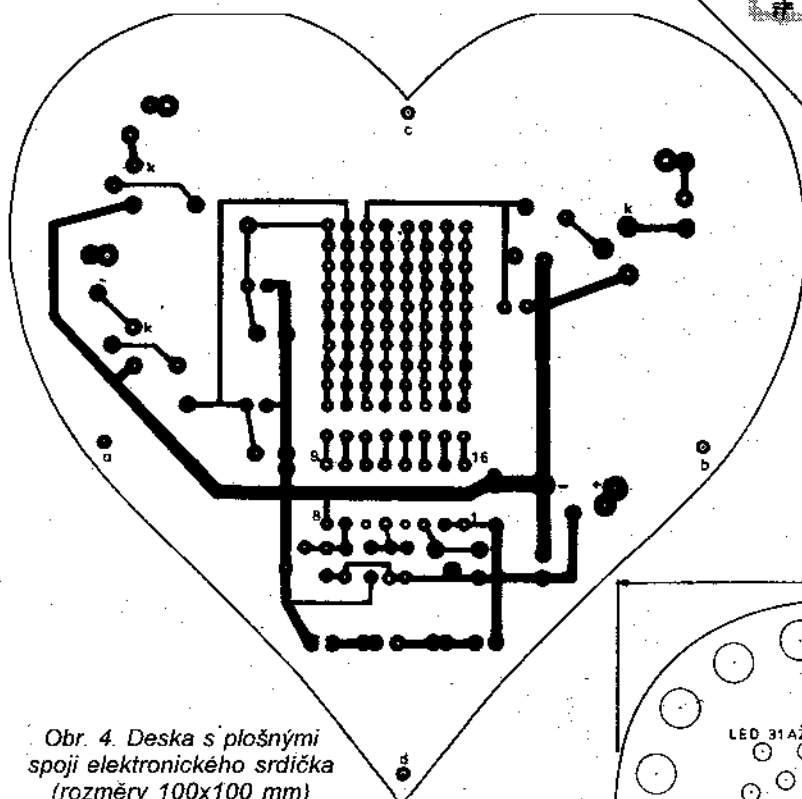 c
k
k
k
a
9
16
b
- +
8
1
LED 31 AŽ
Obr. 4. Deska s plošnými
spoji elektronického srdíčka
(rozměry 100x100 mm)
d